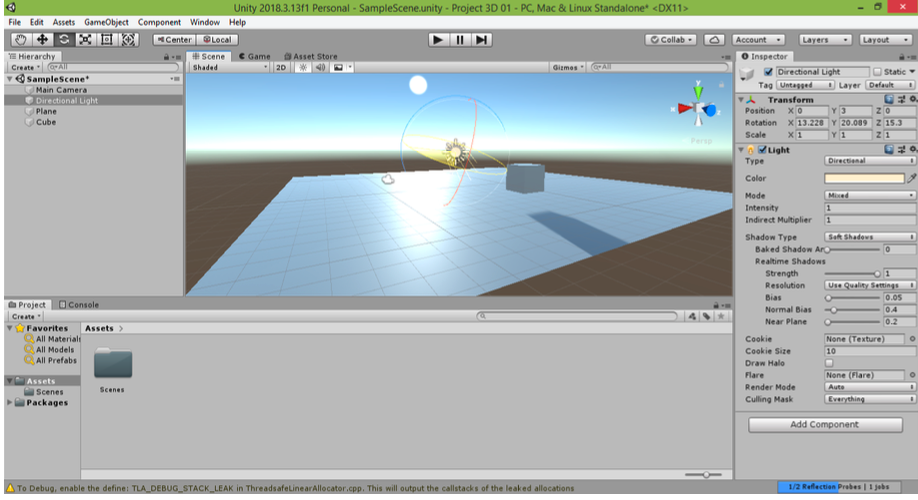 Unity 2018.3.13f1 Personal - SampleScene.unity - Project 3D 01 - PC, Mac & Linux Standalone* <DX11>
File Edit Assets GameObject Component Window Help
Center Local Collab Account Layers Layout
Hierarchy
Create All
SampleScene*
Main Camera
Directional Light
Plane
Cube
Scene Game Asset Store
Shaded 2D Gizmos All
y
x
Persp
Inspector
Directional Light Static
Tag Untagged Layer Default
Transform
Position X 0 Y 3 Z 0
Rotation X 13.228 Y 20.089 Z 15.3
Scale X 1 Y 1 Z 1
Light
Type Directional
Color
Mode Mixed
Intensity 1
Indirect Multiplier 1
Shadow Type Soft Shadows
Baked Shadow An 0
Realtime Shadows
Strength 1
Resolution Use Quality Settings
Bias 0.05
Normal Bias 0.4
Near Plane 0.2
Cookie None (Texture)
Cookie Size 10
Draw Halo
Flare None (Flare)
Render Mode Auto
Culling Mask Everything
Add Component
Project Console
Create
Favorites
All Materials
All Models
All Prefabs
Assets
Scenes
Packages
Assets >
Scenes
To Debug, enable the define: TLA_DEBUG_STACK_LEAK in ThreadsafeLinearAllocator.cpp. This will output the callstacks of the leaked allocations
1/2 Reflection Probes | 1 jobs